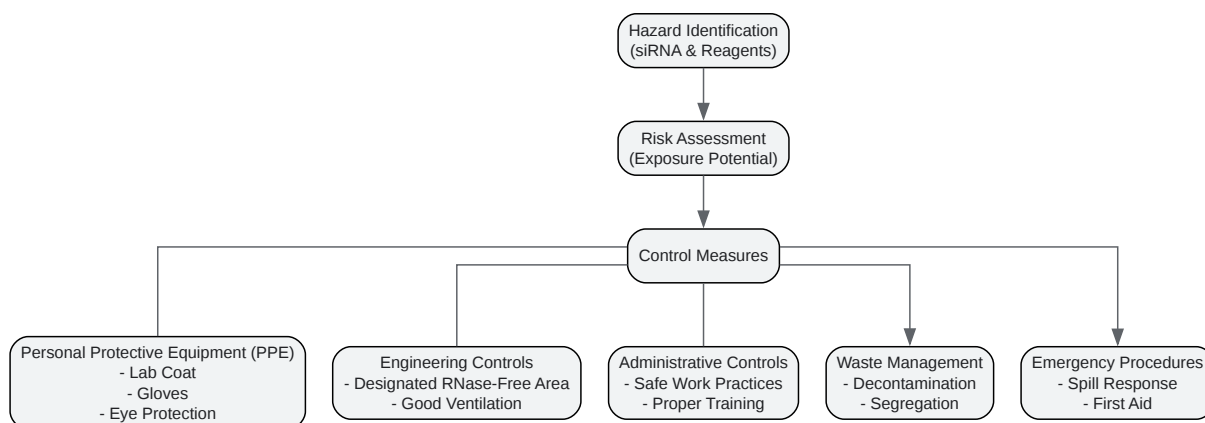 Hazard Identification
(siRNA & Reagents)
Risk Assessment
(Exposure Potential)
Control Measures
Personal Protective Equipment (PPE)
- Lab Coat
- Gloves
- Eye Protection
Engineering Controls
- Designated RNase-Free Area
- Good Ventilation
Administrative Controls
- Safe Work Practices
- Proper Training
Waste Management
- Decontamination
- Segregation
Emergency Procedures
- Spill Response
- First Aid